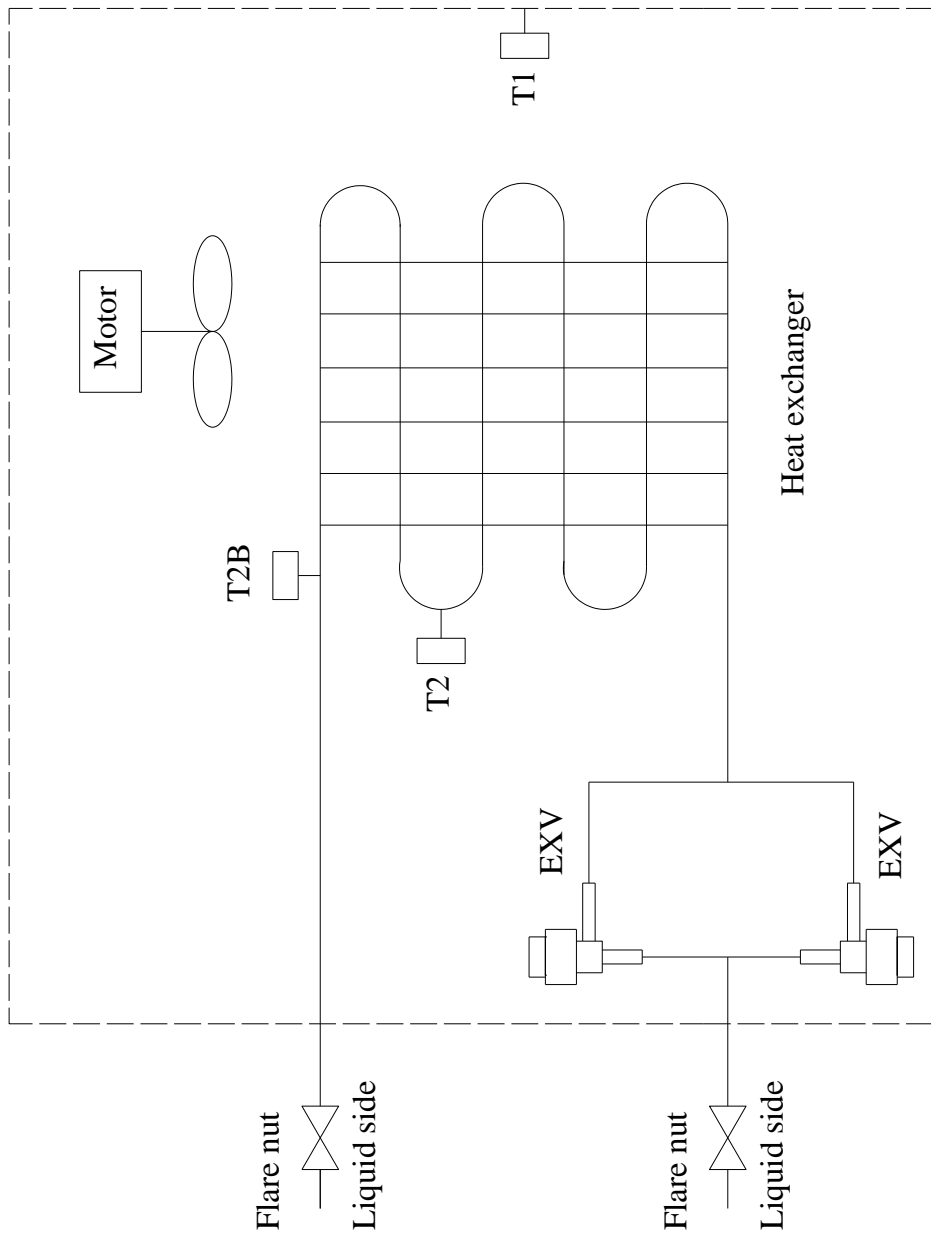 Motor
T1
T2B
T2
Heat exchanger
EXV
EXV
Flare nut
Liquid side
Flare nut
Liquid side